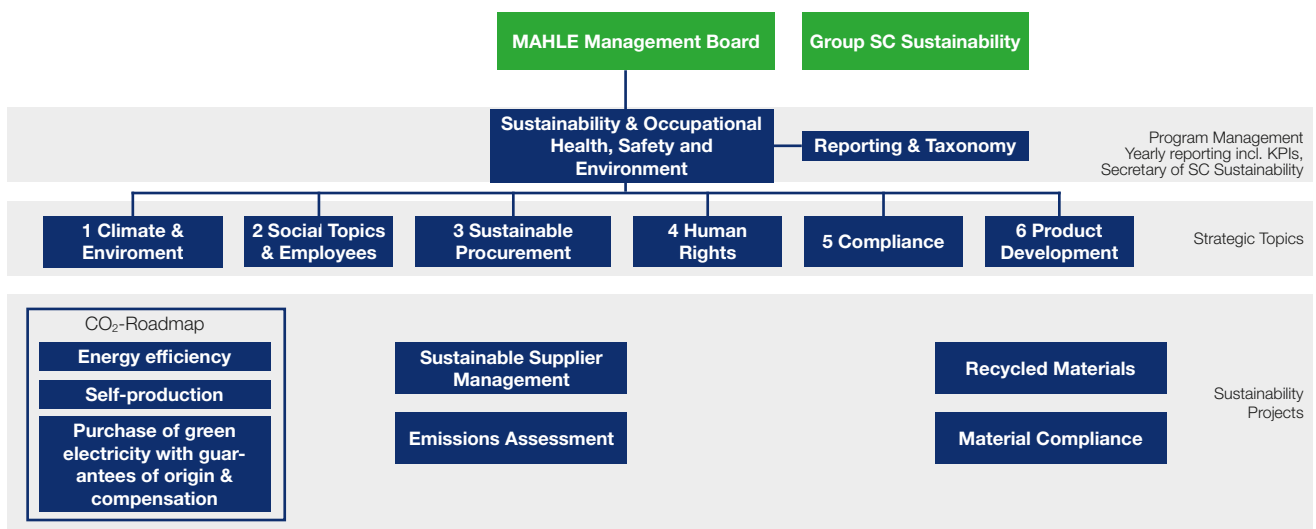 MAHLE Management Board
Group SC Sustainability
Sustainability & Occupational
Health, Safety and
Environment
Reporting & Taxonomy
Program Management
Yearly reporting incl. KPIs,
Secretary of SC Sustainability
1 Climate &
Enviroment
2 Social Topics
& Employees
3 Sustainable
Procurement
4 Human
Rights
5 Compliance
6 Product
Development
Strategic Topics
CO₂-Roadmap
Energy efficiency
Self-production
Purchase of green
electricity with guar-
antees of origin &
compensation
Sustainable Supplier
Management
Emissions Assessment
Recycled Materials
Material Compliance
Sustainability
Projects